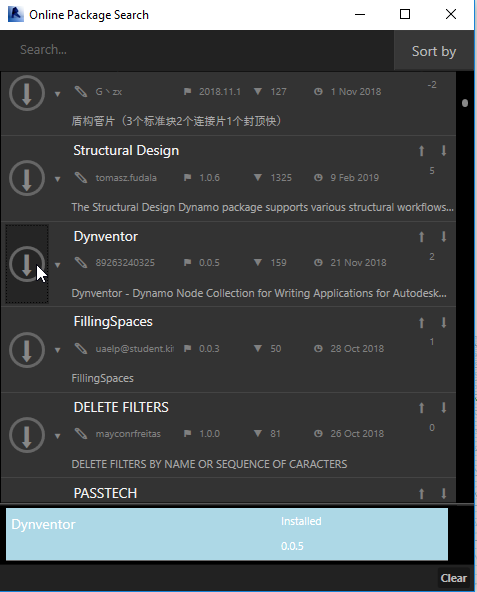 Online Package Search
Search...
Sort by
G丶zx 2018.11.1 127 1 Nov 2018 -2
盾构管片（3个标准块2个连接片1个封顶快）
Structural Design
tomasz.fudala 1.0.6 1325 9 Feb 2019 5
The Structural Design Dynamo package supports various structural workflows...
Dynventor
89263240325 0.0.5 159 21 Nov 2018 2
Dynventor - Dynamo Node Collection for Writing Applications for Autodesk...
FillingSpaces
uaelp@student.kit 0.0.3 50 28 Oct 2018 1
FillingSpaces
DELETE FILTERS
mayconrfreitas 1.0.0 81 26 Oct 2018 0
DELETE FILTERS BY NAME OR SEQUENCE OF CARACTERS
PASSTECH
Dynventor Installed
0.0.5
Clear